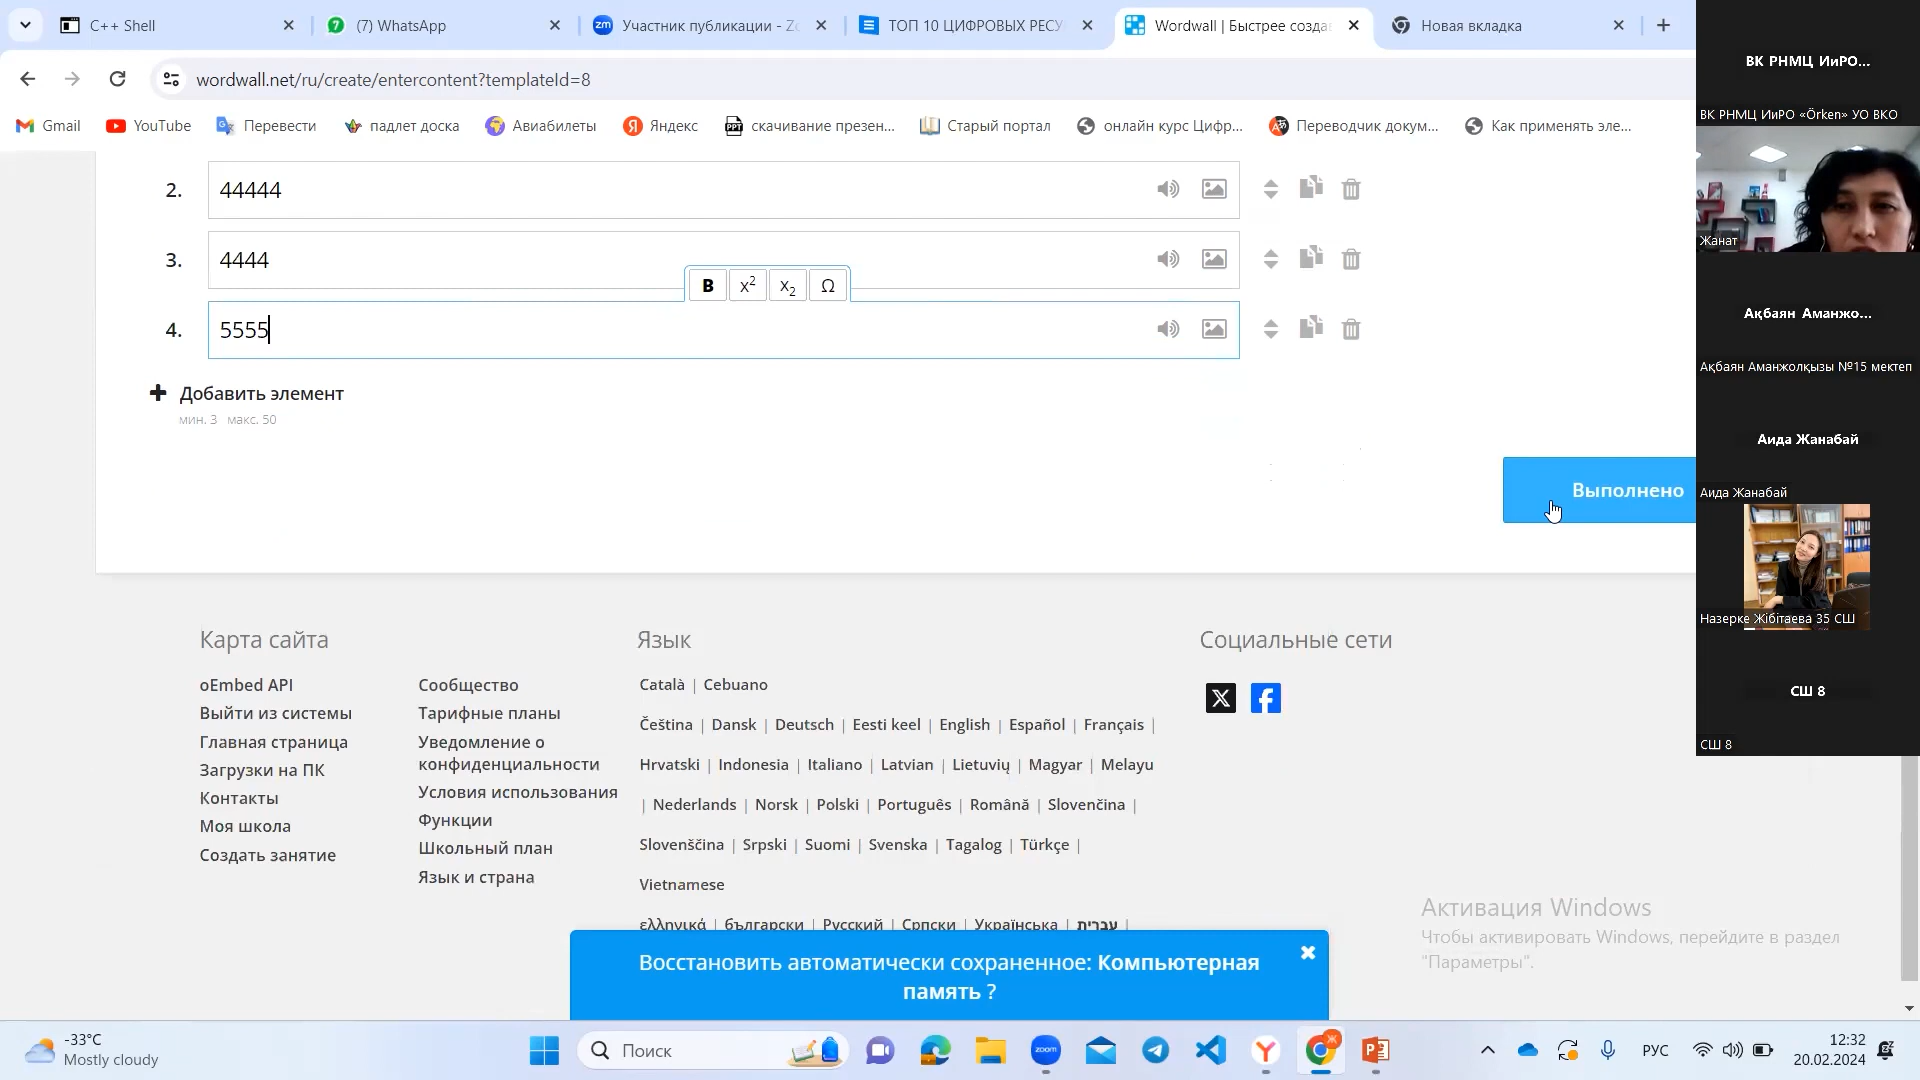 C++ Shell
(7) WhatsApp
Участник публикации - Zo
ТОП 10 ЦИФРОВЫХ РЕСУ
Wordwall | Быстрее созда
Новая вкладка
wordwall.net/ru/create/entercontent?templateId=8
Gmail
YouTube
Перевести
падлет доска
Авиабилеты
Яндекс
скачивание презен...
Старый портал
онлайн курс Цифр...
Переводчик докум...
Как применять эле...
2. 44444
3. 4444
B x² x₂ Ω
4. 5555
Добавить элемент
мин. 3 макс. 50
Выполнено
Карта сайта
oEmbed API
Выйти из системы
Главная страница
Загрузки на ПК
Контакты
Моя школа
Создать занятие
Сообщество
Тарифные планы
Уведомление о
конфиденциальности
Условия использования
Функции
Школьный план
Язык и страна
Язык
Català | Cebuano
Čeština | Dansk | Deutsch | Eesti keel | English | Español | Français |
Hrvatski | Indonesia | Italiano | Latvian | Lietuvių | Magyar | Melayu
| Nederlands | Norsk | Polski | Português | Română | Slovenčina |
Slovenščina | Srpski | Suomi | Svenska | Tagalog | Türkçe |
Vietnamese
ελληνικά | български | Русский | Српски | Українська | עברית |
Социальные сети
Восстановить автоматически сохраненное: Компьютерная
память ?
Активация Windows
Чтобы активировать Windows, перейдите в раздел
"Параметры".
ВК РНМЦ ИиРО...
ВК РНМЦ ИиРО «Örken» УО ВКО
Жанат
Ақбаян Аманжо...
Ақбаян Аманжолқызы №15 мектеп
Аида Жанабай
Аида Жанабай
Назерке Жібітаева 35 СШ
СШ 8
СШ 8
-33°C
Mostly cloudy
Поиск
zoom
РУС
12:32
20.02.2024